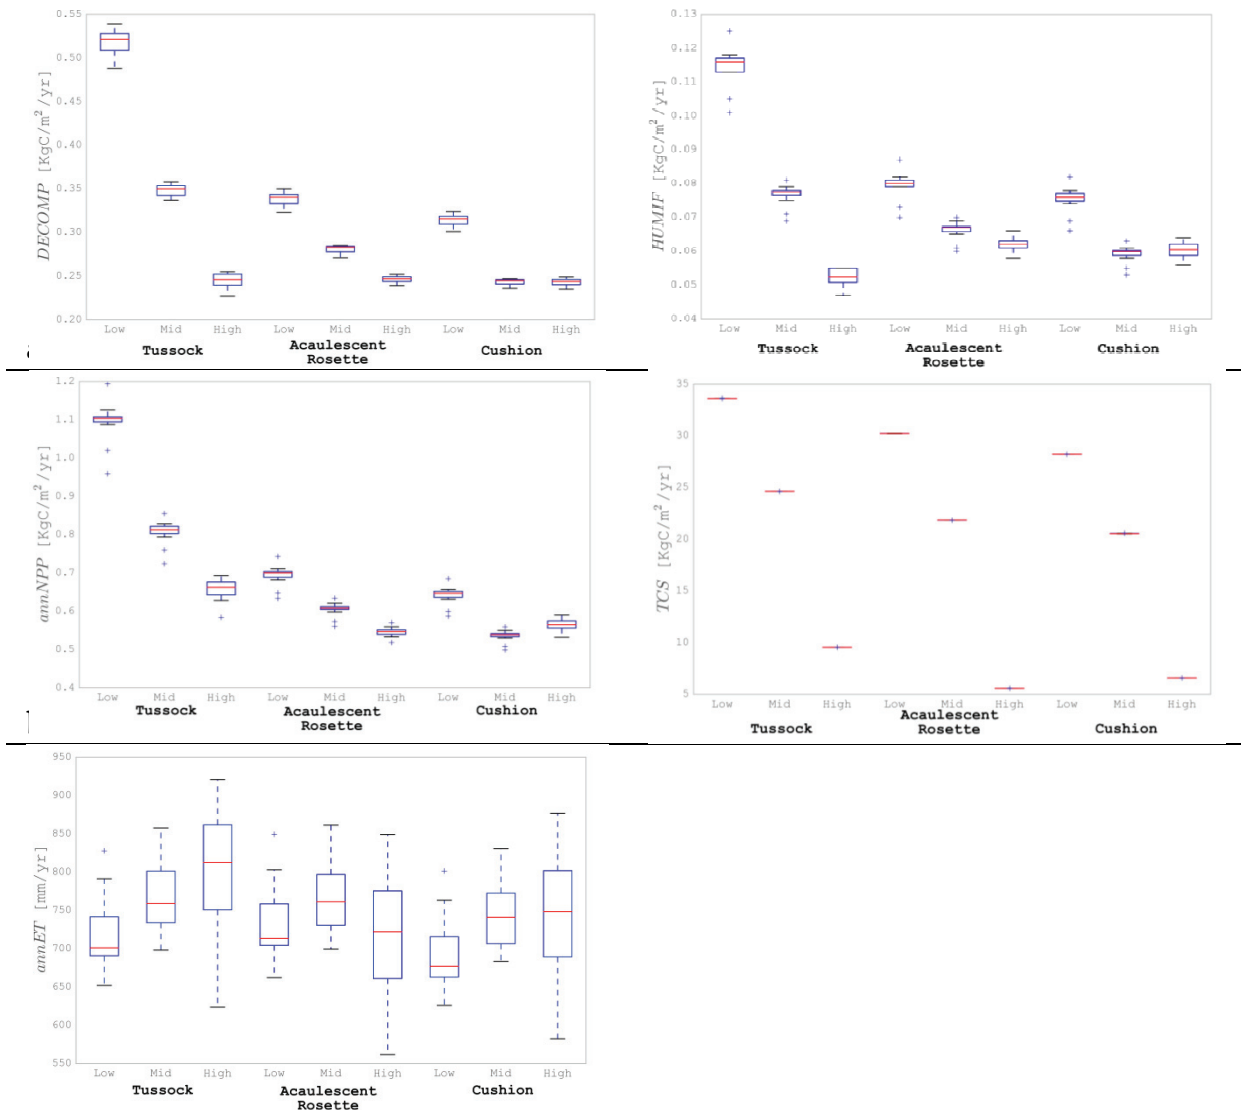 0.55
0.50
0.45
0.40
0.35
0.30
0.25
0.20
DECOMP [KgC/m²/yr]
Low Mid High Low Mid High Low Mid High
Tussock Acaulescent Cushion
Rosette
0.13
0.12
0.11
0.10
0.09
0.08
0.07
0.06
0.05
0.04
HUMIF [KgC/m²/yr]
Low Mid High Low Mid High Low Mid High
Tussock Acaulescent Cushion
Rosette
1.2
1.1
1.0
0.9
0.8
0.7
0.6
0.5
0.4
annNPP [KgC/m²/yr]
Low Mid High Low Mid High Low Mid High
Tussock Acaulescent Cushion
Rosette
35
30
25
20
15
10
5
TCS [KgC/m²/yr]
Low Mid High Low Mid High Low Mid High
Tussock Acaulescent Cushion
Rosette
950
900
850
800
750
700
650
600
550
annET [mm/yr]
Low Mid High Low Mid High Low Mid High
Tussock Acaulescent Cushion
Rosette